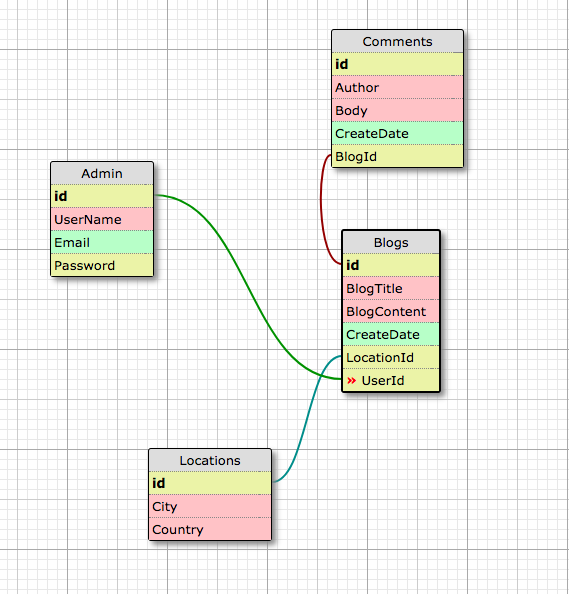 Comments
id
Author
Body
CreateDate
BlogId
Admin
id
UserName
Email
Password
Blogs
id
BlogTitle
BlogContent
CreateDate
LocationId
» UserId
Locations
id
City
Country